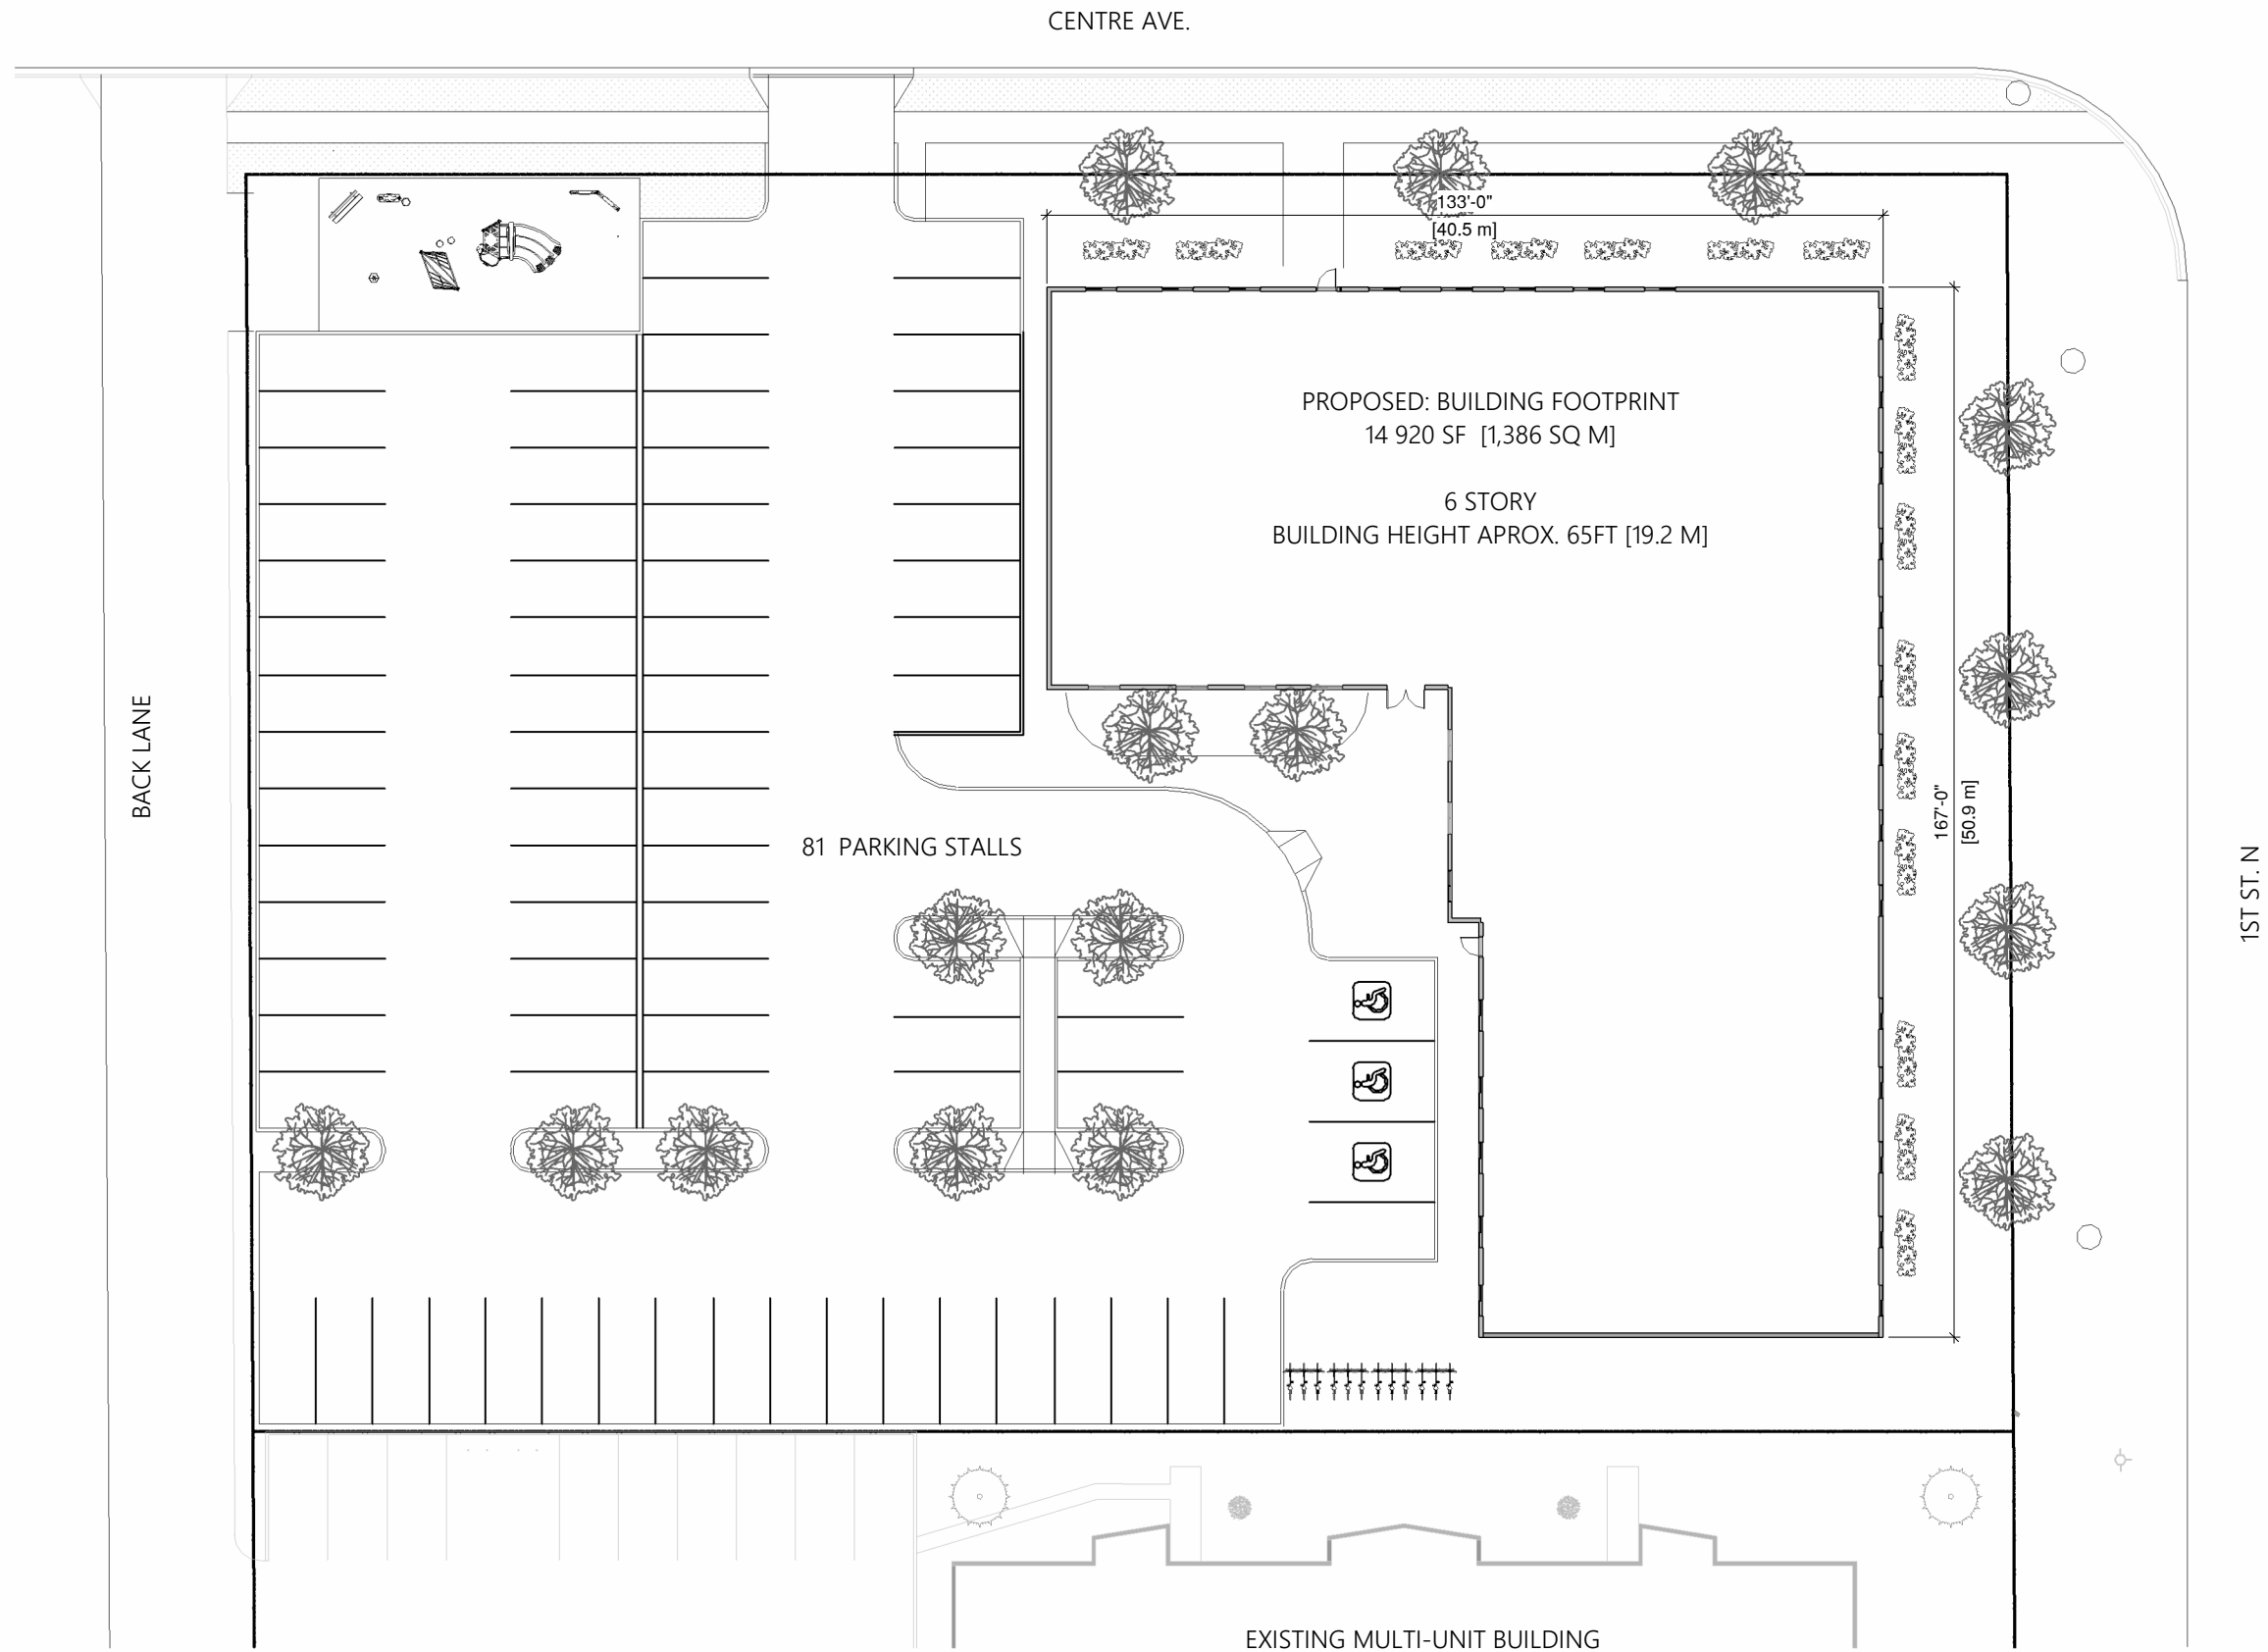 CENTRE AVE.
133'-0"
[40.5 m]
PROPOSED: BUILDING FOOTPRINT
14 920 SF [1,386 SQ M]
6 STORY
BUILDING HEIGHT APROX. 65FT [19.2 M]
BACK LANE
81 PARKING STALLS
167'-0"
[50.9 m]
1ST ST. N
EXISTING MULTI-UNIT BUILDING